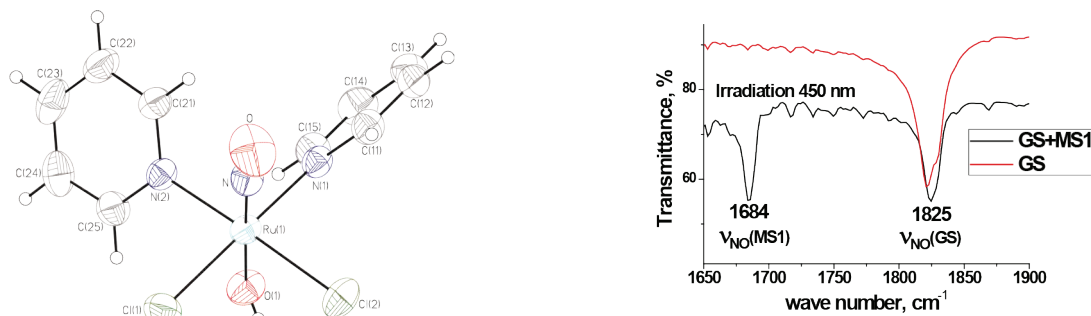 C(22)
C(23)
C(21)
C(24)
N(2)
C(25)
C(13)
C(14)
C(12)
C(15)
C(11)
O
N
N(1)
Ru(1)
Cl(1)
O(1)
Cl(2)
Transmittance, %
80
60
Irradiation 450 nm
GS+MS1
GS
1684
νNO(MS1)
1825
νNO(GS)
1650 1700 1750 1800 1850 1900
wave number, cm-1